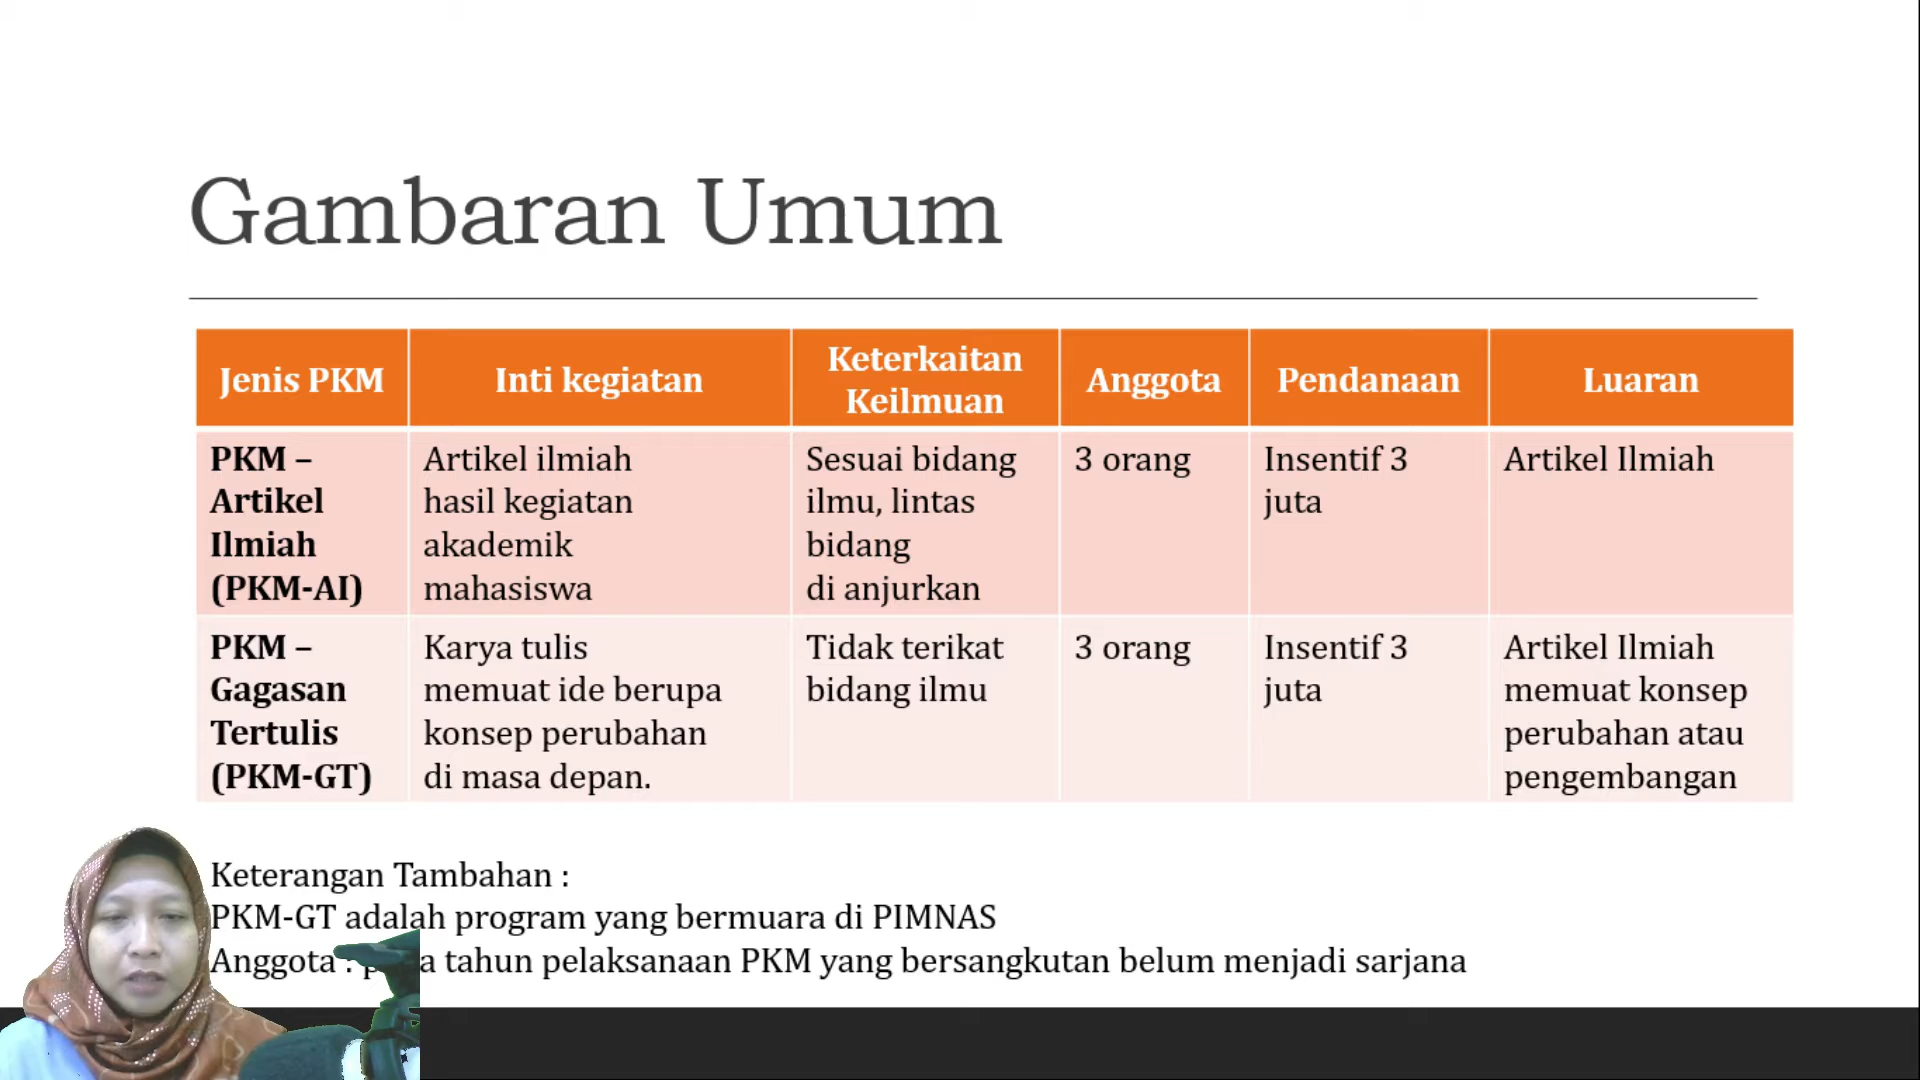 Gambaran Umum
Jenis PKM
Inti kegiatan
Keterkaitan
Keilmuan
Anggota
Pendanaan
Luaran
PKM –
Artikel
Ilmiah
(PKM-AI)
Artikel ilmiah
hasil kegiatan
akademik
mahasiswa
Sesuai bidang
ilmu, lintas
bidang
di anjurkan
3 orang
Insentif 3
juta
Artikel Ilmiah
PKM –
Gagasan
Tertulis
(PKM-GT)
Karya tulis
memuat ide berupa
konsep perubahan
di masa depan.
Tidak terikat
bidang ilmu
3 orang
Insentif 3
juta
Artikel Ilmiah
memuat konsep
perubahan atau
pengembangan
Keterangan Tambahan :
PKM-GT adalah program yang bermuara di PIMNAS
Anggota : tahun pelaksanaan PKM yang bersangkutan belum menjadi sarjana